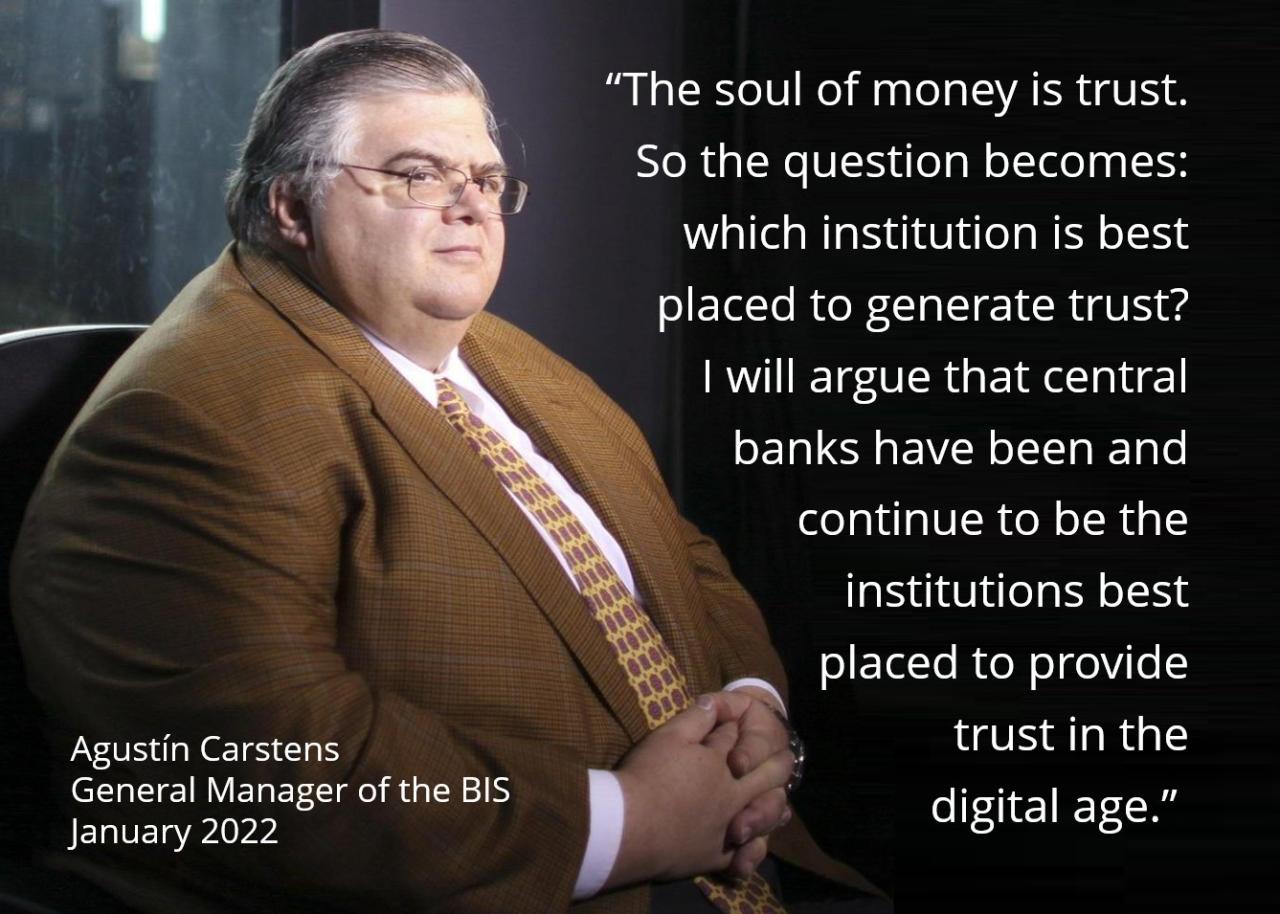 “The soul of money is trust.
So the question becomes:
which institution is best
placed to generate trust?
I will argue that central
banks have been and
continue to be the
institutions best
placed to provide
trust in the
digital age.”
Agustín Carstens
General Manager of the BIS
January 2022